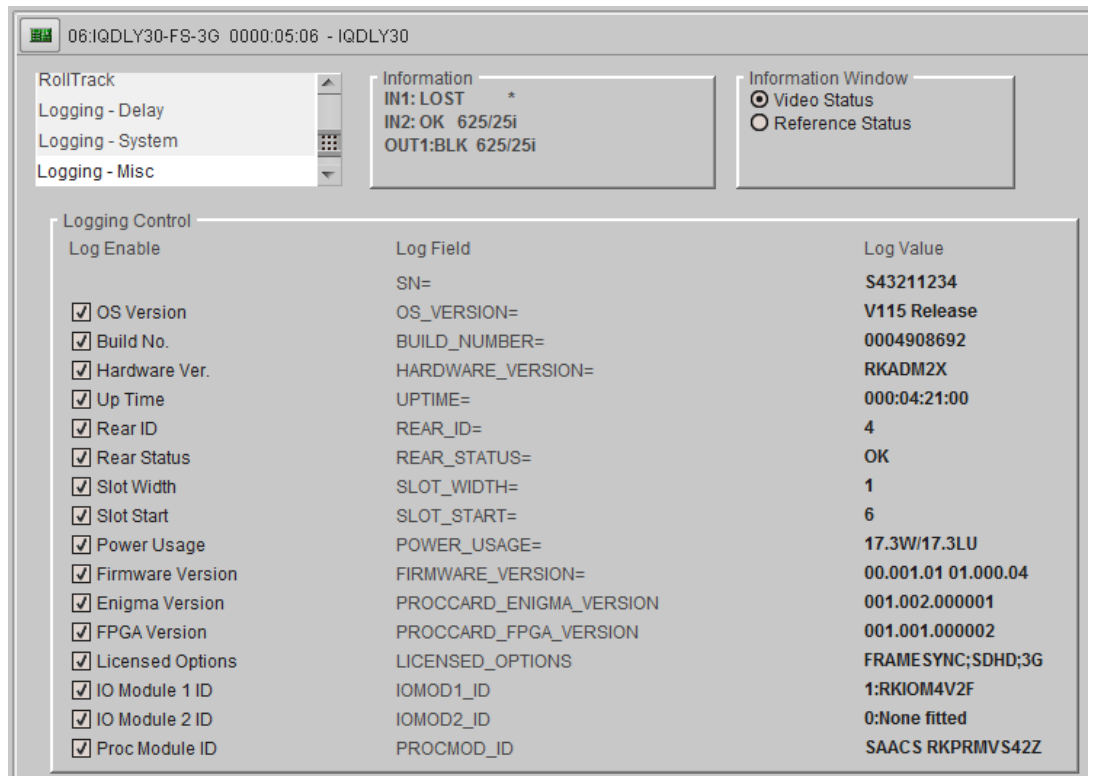 06:IQDLY30-FS-3G 0000:05:06 - IQDLY30
RollTrack
Logging - Delay
Logging - System
Logging - Misc
Information
IN1: LOST *
IN2: OK 625/25i
OUT1:BLK 625/25i
Information Window
Video Status
Reference Status
Logging Control
Log Enable Log Field Log Value
SN= S43211234
OS Version OS_VERSION= V115 Release
Build No. BUILD_NUMBER= 0004908692
Hardware Ver. HARDWARE_VERSION= RKADM2X
Up Time UPTIME= 000:04:21:00
Rear ID REAR_ID= 4
Rear Status REAR_STATUS= OK
Slot Width SLOT_WIDTH= 1
Slot Start SLOT_START= 6
Power Usage POWER_USAGE= 17.3W/17.3LU
Firmware Version FIRMWARE_VERSION= 00.001.01 01.000.04
Enigma Version PROCCARD_ENIGMA_VERSION 001.002.000001
FPGA Version PROCCARD_FPGA_VERSION 001.001.000002
Licensed Options LICENSED_OPTIONS FRAMESYNC;SDHD;3G
IO Module 1 ID IOMOD1_ID 1:RKIOM4V2F
IO Module 2 ID IOMOD2_ID 0:None fitted
Proc Module ID PROCMOD_ID SAACS RKPRMVS42Z